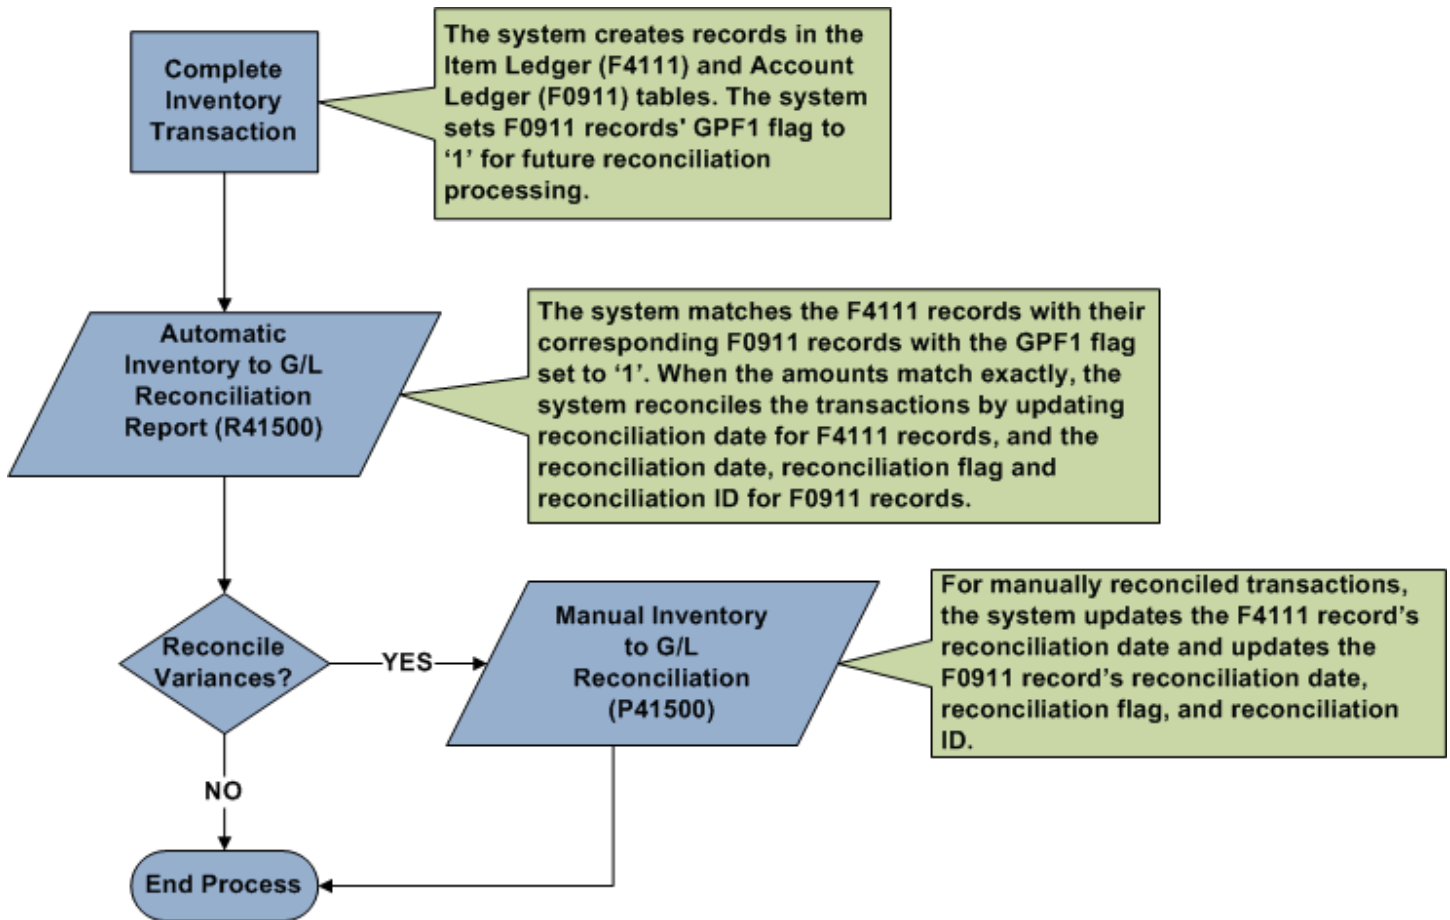 Complete
Inventory
Transaction
The system creates records in the
Item Ledger (F4111) and Account
Ledger (F0911) tables. The system
sets F0911 records' GPF1 flag to
‘1’ for future reconciliation
processing.
Automatic
Inventory to G/L
Reconciliation
Report (R41500)
The system matches the F4111 records with their
corresponding F0911 records with the GPF1 flag
set to ‘1’. When the amounts match exactly, the
system reconciles the transactions by updating
reconciliation date for F4111 records, and the
reconciliation date, reconciliation flag and
reconciliation ID for F0911 records.
Reconcile
Variances?
YES
Manual Inventory
to G/L
Reconciliation
(P41500)
For manually reconciled transactions,
the system updates the F4111 record’s
reconciliation date and updates the
F0911 record’s reconciliation date,
reconciliation flag, and reconciliation
ID.
NO
End Process